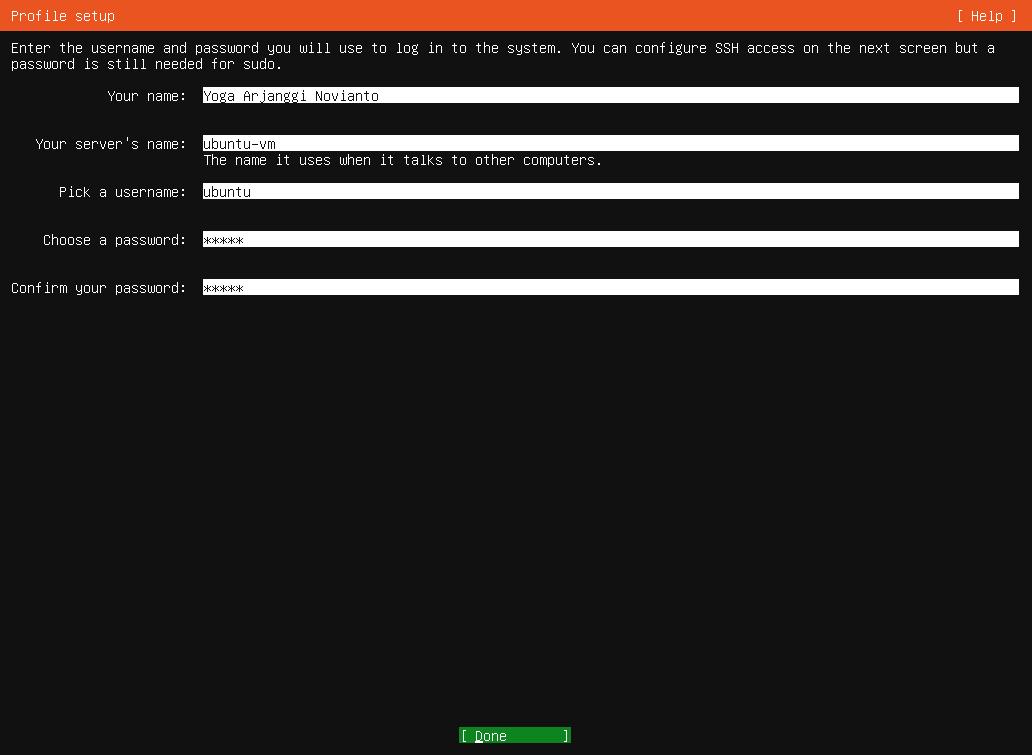 Profile setup [ Help ]
Enter the username and password you will use to log in to the system. You can configure SSH access on the next screen but a
password is still needed for sudo.
Your name: Yoga Arjanggi Novianto
Your server's name: ubuntu-vm
The name it uses when it talks to other computers.
Pick a username: ubuntu
Choose a password: *****
Confirm your password: *****
[ Done ]